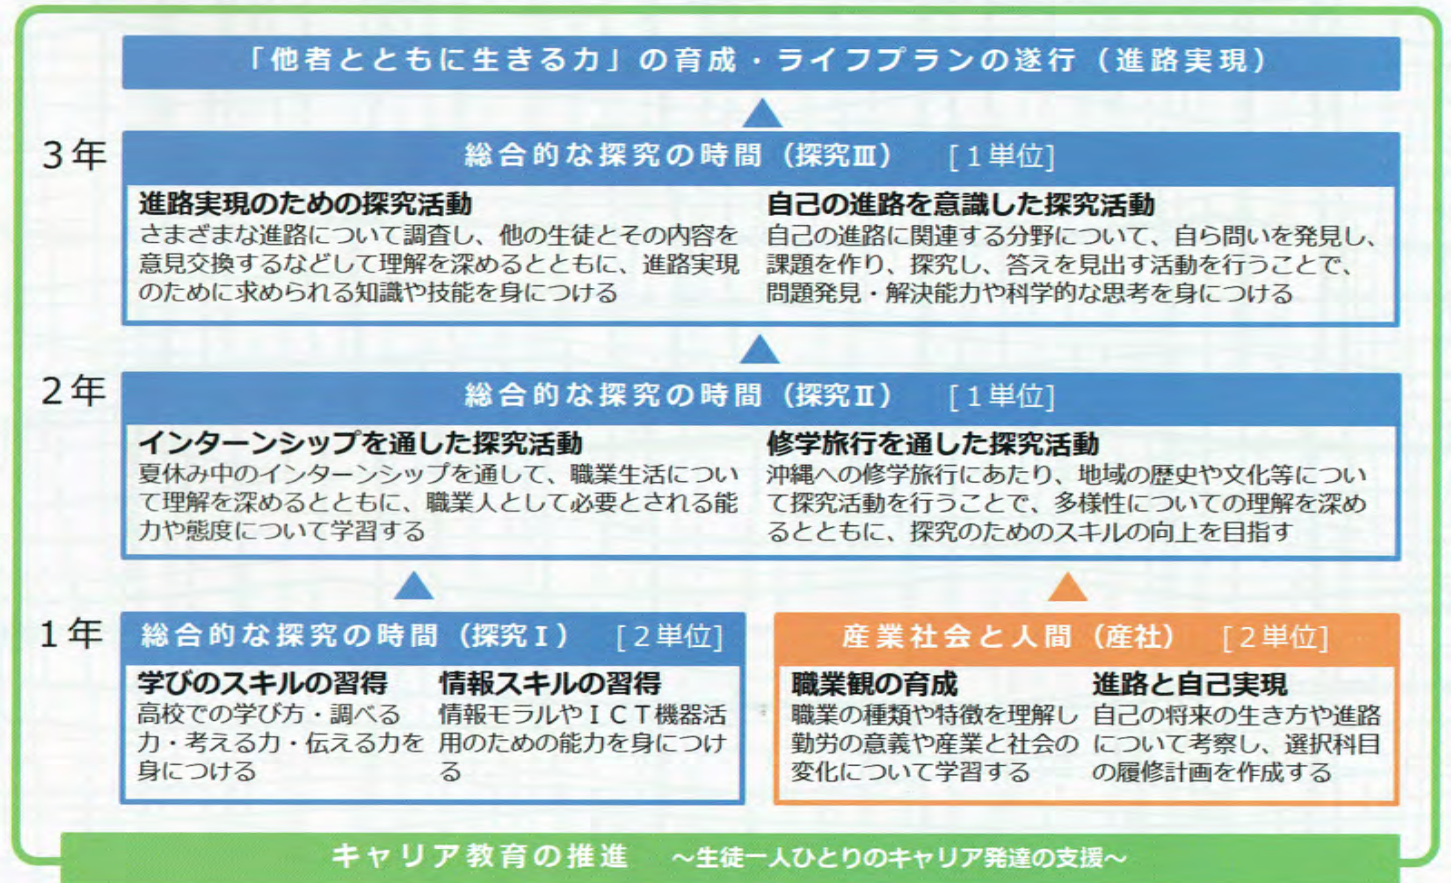 「他者とともに生きる力」の育成・ライフプランの遂行（進路実現）
3年
総合的な探究の時間（探究Ⅲ）　[１単位]
進路実現のための探究活動
さまざまな進路について調査し、他の生徒とその内容を
意見交換するなどして理解を深めるとともに、進路実現
のために求められる知識や技能を身につける
自己の進路を意識した探究活動
自己の進路に関連する分野について、自ら問いを発見し、
課題を作り、探究し、答えを見出す活動を行うことで、
問題発見・解決能力や科学的な思考を身につける
2年
総合的な探究の時間（探究Ⅱ）　[１単位]
インターンシップを通した探究活動
夏休み中のインターンシップを通して、職業生活につい
て理解を深めるとともに、職業人として必要とされる能
力や態度について学習する
修学旅行を通した探究活動
沖縄への修学旅行にあたり、地域の歴史や文化等につい
て探究活動を行うことで、多様性についての理解を深め
るとともに、探究のためのスキルの向上を目指す
1年
総合的な探究の時間（探究Ⅰ）　[２単位]
学びのスキルの習得
高校での学び方・調べる
力・考える力・伝える力を
身につける
情報スキルの習得
情報モラルやＩＣＴ機器活
用のための能力を身につけ
る
産業社会と人間（産社）　[２単位]
職業観の育成
職業の種類や特徴を理解し
勤労の意義や産業と社会の
変化について学習する
進路と自己実現
自己の将来の生き方や進路
について考察し、選択科目
の履修計画を作成する
キャリア教育の推進　～生徒一人ひとりのキャリア発達の支援～